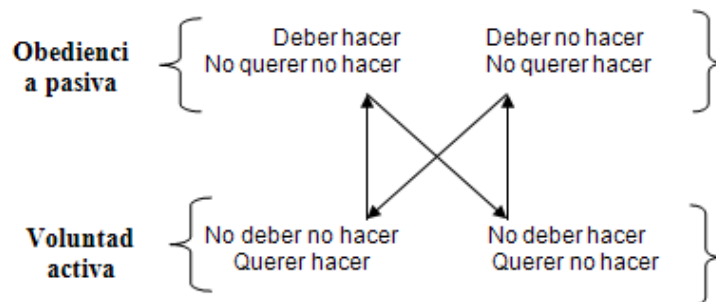 Obedienci
a pasiva
Deber hacer
No querer no hacer
Deber no hacer
No querer hacer
Voluntad
activa
No deber no hacer
Querer hacer
No deber hacer
Querer no hacer